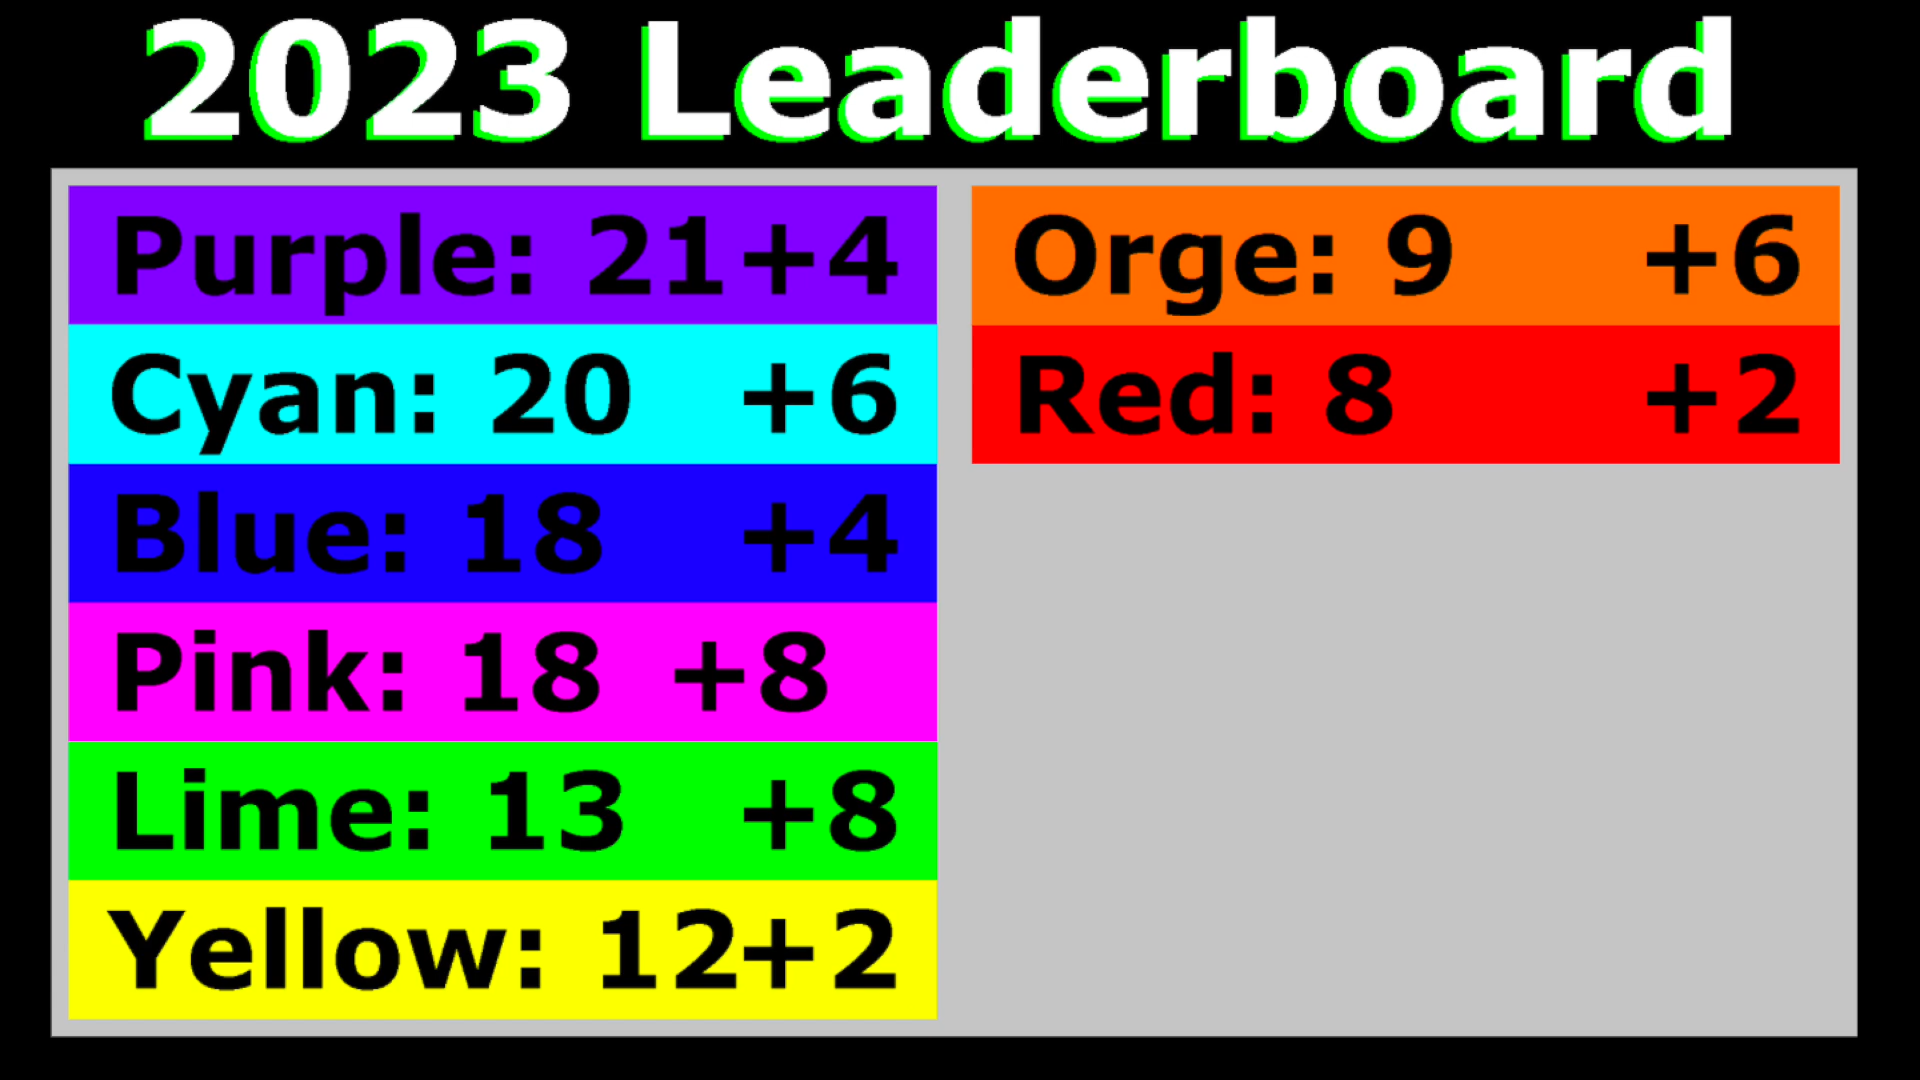 2023 Leaderboard
Purple: 21+4
Cyan: 20 +6
Blue: 18 +4
Pink: 18 +8
Lime: 13 +8
Yellow: 12+2
Orge: 9 +6
Red: 8 +2